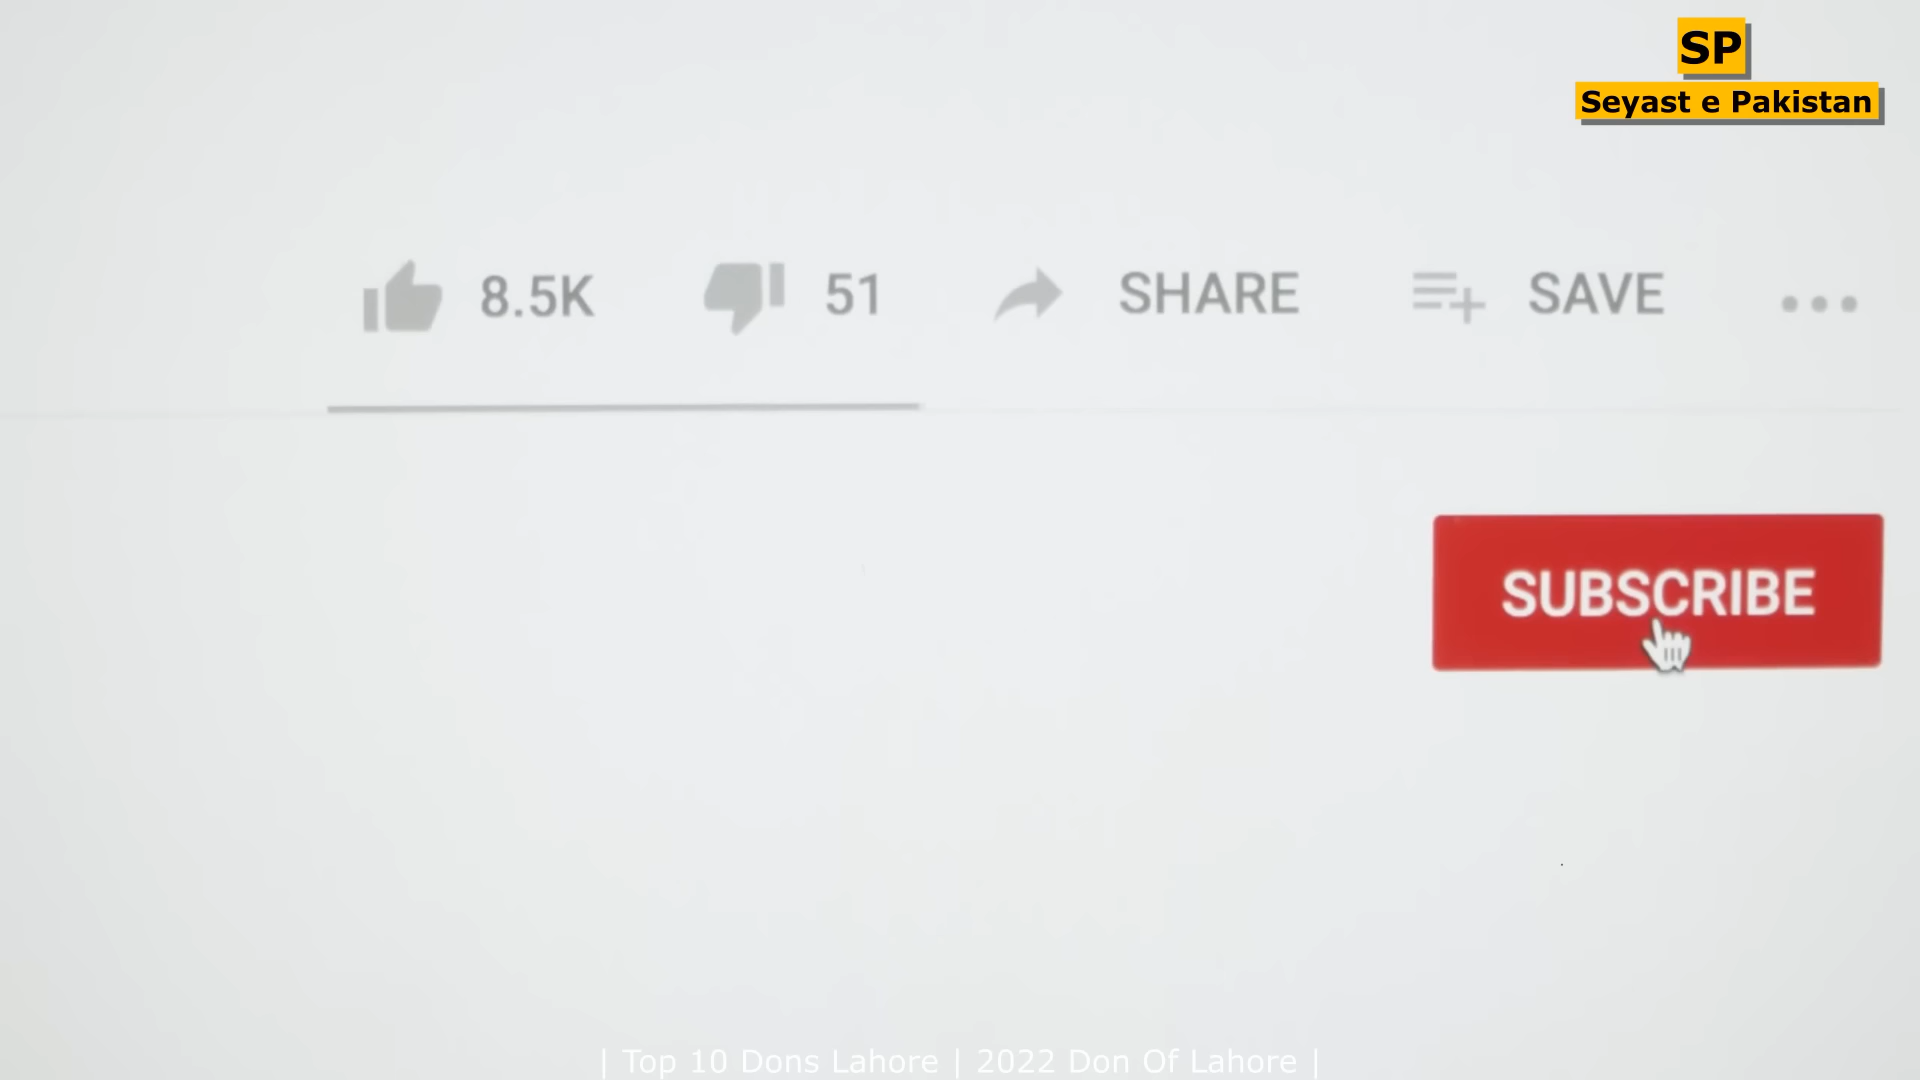 SP
Seyast e Pakistan
8.5K 51 SHARE SAVE
SUBSCRIBE
| Top 10 Dons Lahore | 2022 Don Of Lahore |